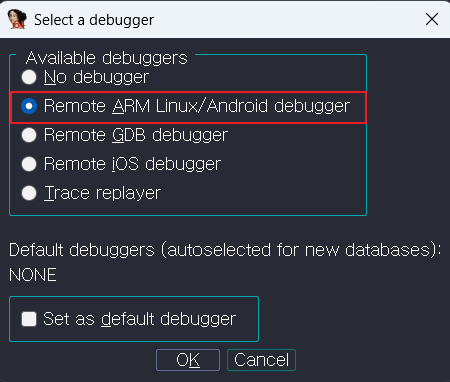 Select a debugger
Available debuggers
No debugger
Remote ARM Linux/Android debugger
Remote GDB debugger
Remote iOS debugger
Trace replayer
Default debuggers (autoselected for new databases):
NONE
Set as default debugger
OK Cancel